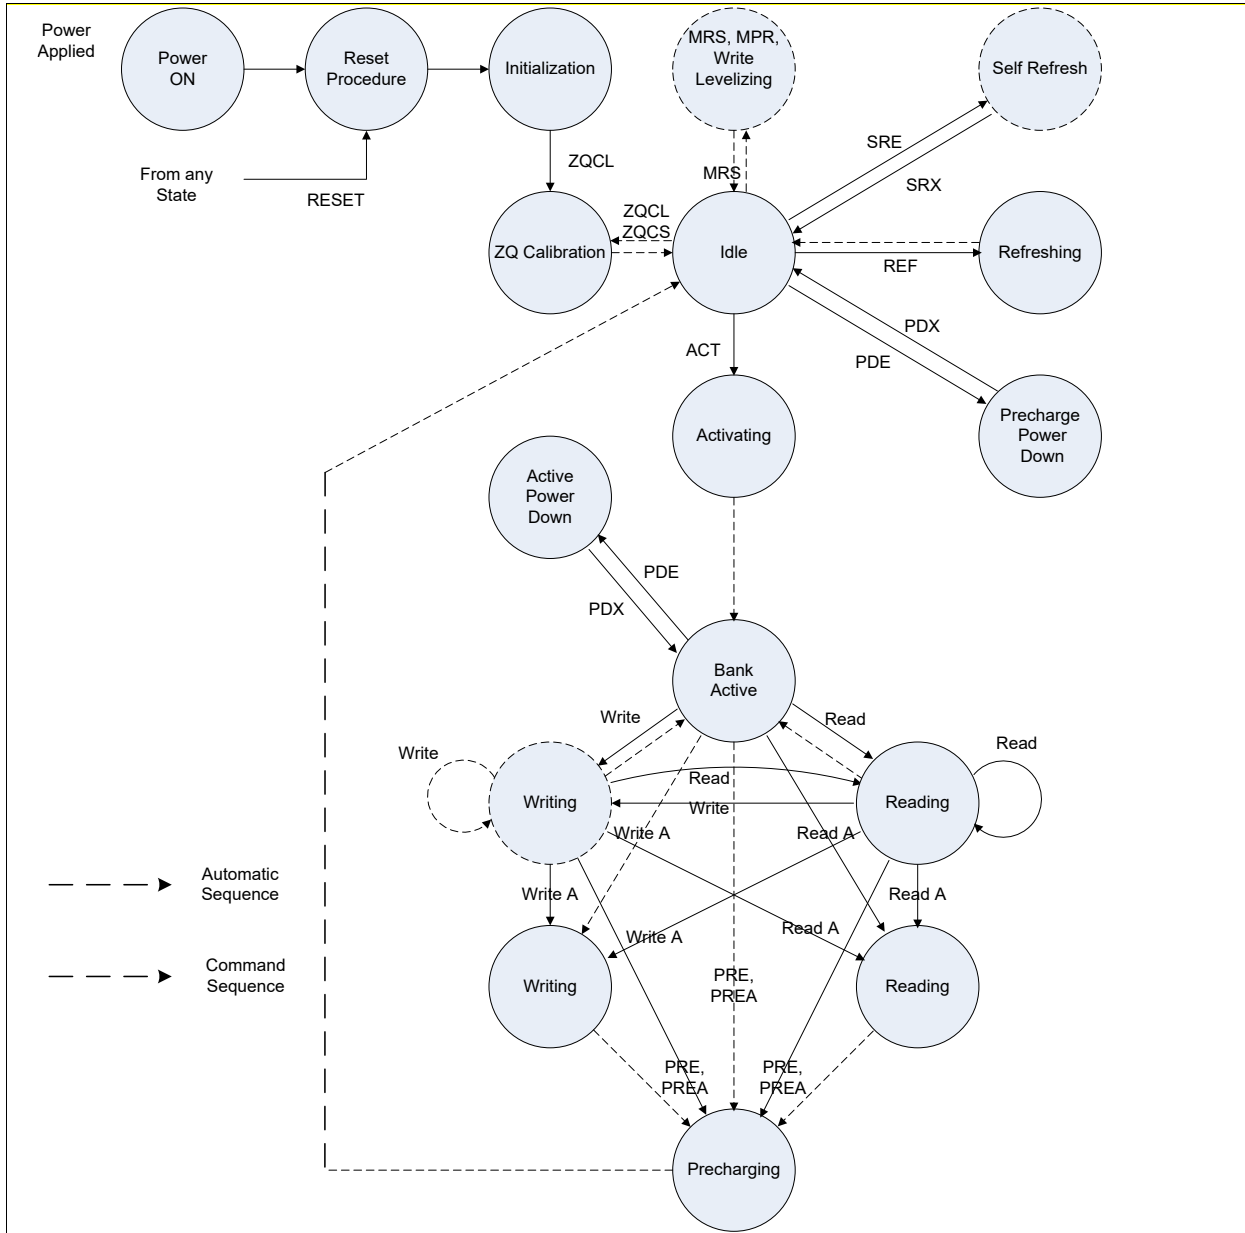 Power
Applied
Power
ON
Reset
Procedure
Initialization
MRS, MPR,
Write
Levelizing
Self Refresh
From any
State
RESET
ZQCL
MRS
SRE
SRX
ZQCL
ZQCS
ZQ Calibration
Idle
REF
Refreshing
ACT
PDX
PDE
Activating
Precharge
Power
Down
Active
Power
Down
PDE
PDX
Bank
Active
Write
Read
Write
Read
Read
Writing
Write
Reading
Write A
Read A
Automatic
Sequence
Write A
Read A
Write A
Read A
Command
Sequence
Writing
PRE,
PREA
Reading
PRE,
PREA
PRE,
PREA
Precharging